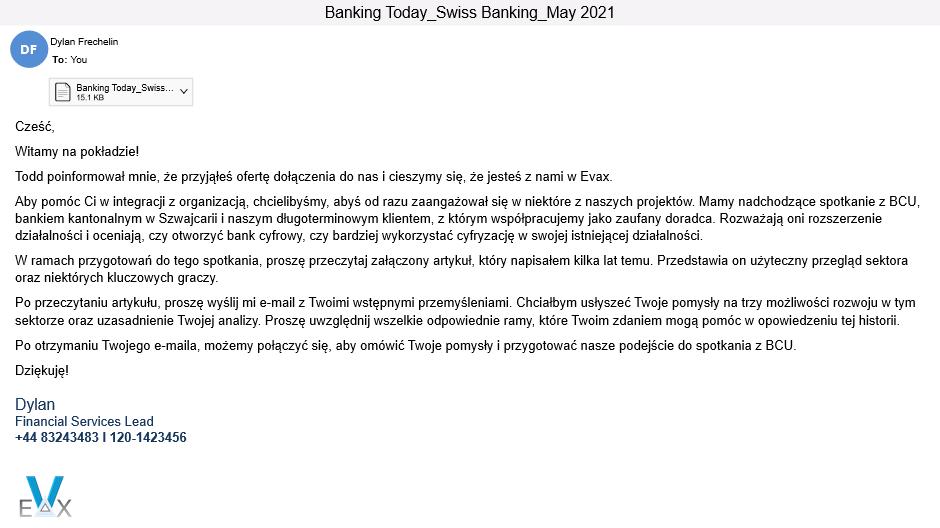 Banking Today_Swiss Banking_May 2021
DF
Dylan Frechelin
To: You
Banking Today_Swiss...
15.1 KB
Cześć,
Witamy na pokładzie!
Todd poinformował mnie, że przyjąłeś ofertę dołączenia do nas i cieszymy się, że jesteś z nami w Evax.
Aby pomóc Ci w integracji z organizacją, chcielibyśmy, abyś od razu zaangażował się w niektóre z naszych projektów. Mamy nadchodzące spotkanie z BCU,
bankiem kantonalnym w Szwajcarii i naszym długoterminowym klientem, z którym współpracujemy jako zaufany doradca. Rozważają oni rozszerzenie
działalności i oceniają, czy otworzyć bank cyfrowy, czy bardziej wykorzystać cyfryzację w swojej istniejącej działalności.
W ramach przygotowań do tego spotkania, proszę przeczytaj załączony artykuł, który napisałem kilka lat temu. Przedstawia on użyteczny przegląd sektora
oraz niektórych kluczowych graczy.
Po przeczytaniu artykułu, proszę wyślij mi e-mail z Twoimi wstępnymi przemyśleniami. Chciałbym usłyszeć Twoje pomysły na trzy możliwości rozwoju w tym
sektorze oraz uzasadnienie Twojej analizy. Proszę uwzględnij wszelkie odpowiednie ramy, które Twoim zdaniem mogą pomóc w opowiedzeniu tej historii.
Po otrzymaniu Twojego e-maila, możemy połączyć się, aby omówić Twoje pomysły i przygotować nasze podejście do spotkania z BCU.
Dziękuję!
Dylan
Financial Services Lead
+44 83243483 I 120-1423456
EVAX